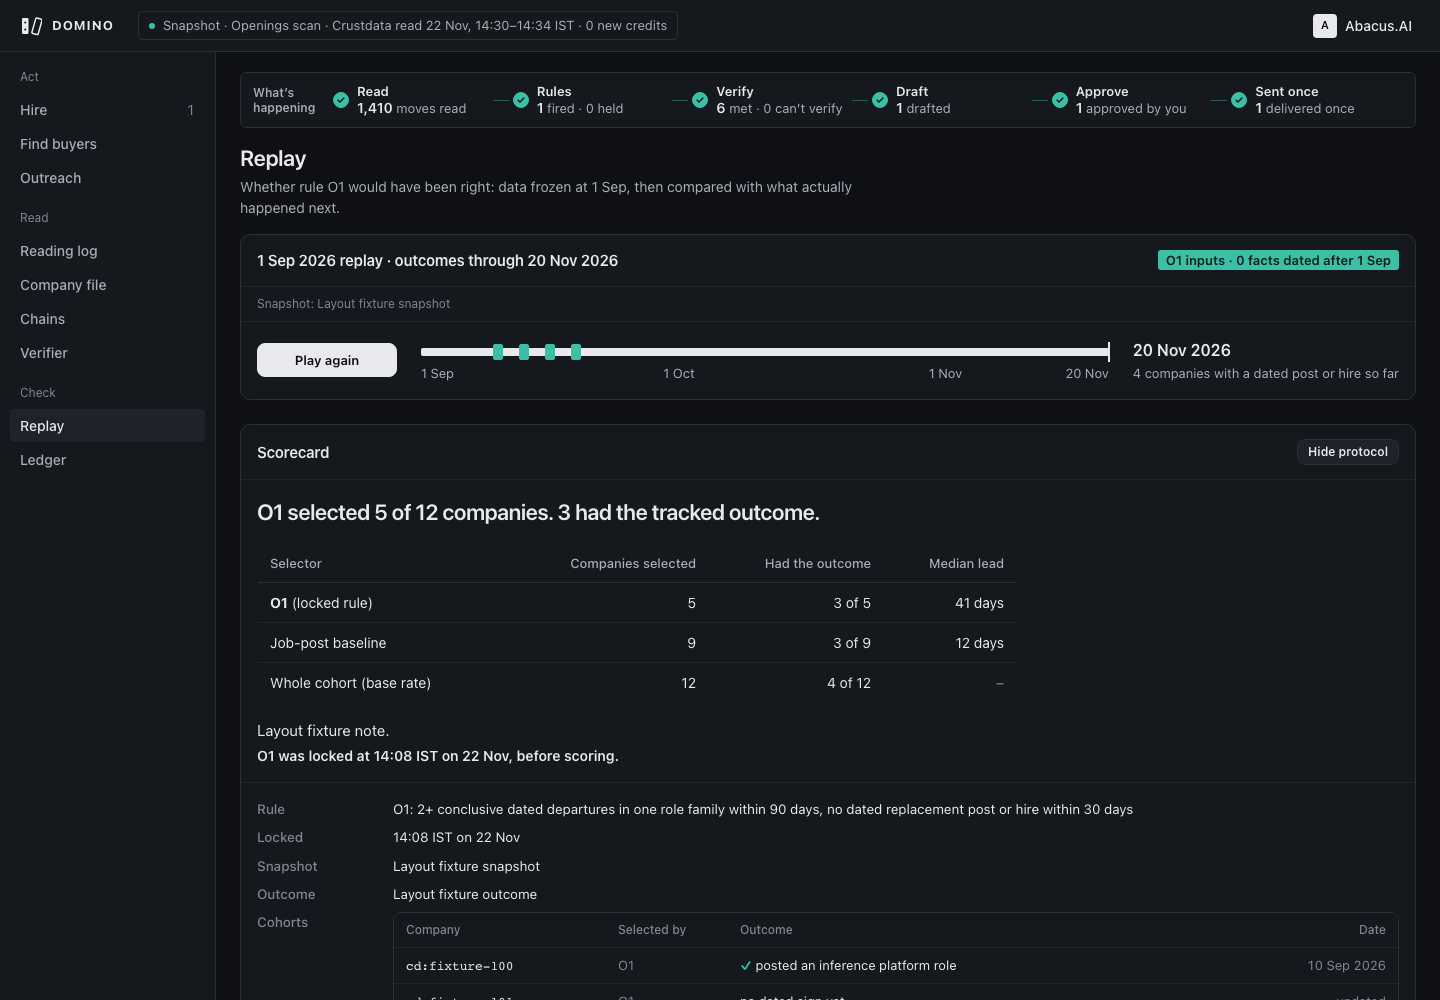 DOMINO
Snapshot · Openings scan · Crustdata read 22 Nov, 14:30–14:34 IST · 0 new credits
A
Abacus.AI
Act
Hire 1
Find buyers
Outreach
Read
Reading log
Company file
Chains
Verifier
Check
Replay
Ledger
What's
happening
Read
1,410 moves read
Rules
1 fired · 0 held
Verify
6 met · 0 can't verify
Draft
1 drafted
Approve
1 approved by you
Sent once
1 delivered once
Replay
Whether rule O1 would have been right: data frozen at 1 Sep, then compared with what actually
happened next.
1 Sep 2026 replay · outcomes through 20 Nov 2026
O1 inputs · 0 facts dated after 1 Sep
Snapshot: Layout fixture snapshot
Play again
1 Sep
1 Oct
1 Nov
20 Nov
20 Nov 2026
4 companies with a dated post or hire so far
Scorecard
Hide protocol
O1 selected 5 of 12 companies. 3 had the tracked outcome.
Selector Companies selected Had the outcome Median lead
O1 (locked rule) 5 3 of 5 41 days
Job-post baseline 9 3 of 9 12 days
Whole cohort (base rate) 12 4 of 12 –
Layout fixture note.
O1 was locked at 14:08 IST on 22 Nov, before scoring.
Rule O1: 2+ conclusive dated departures in one role family within 90 days, no dated replacement post or hire within 30 days
Locked 14:08 IST on 22 Nov
Snapshot Layout fixture snapshot
Outcome Layout fixture outcome
Cohorts
Company Selected by Outcome Date
cd:fixture-100 O1 ✓ posted an inference platform role 10 Sep 2026